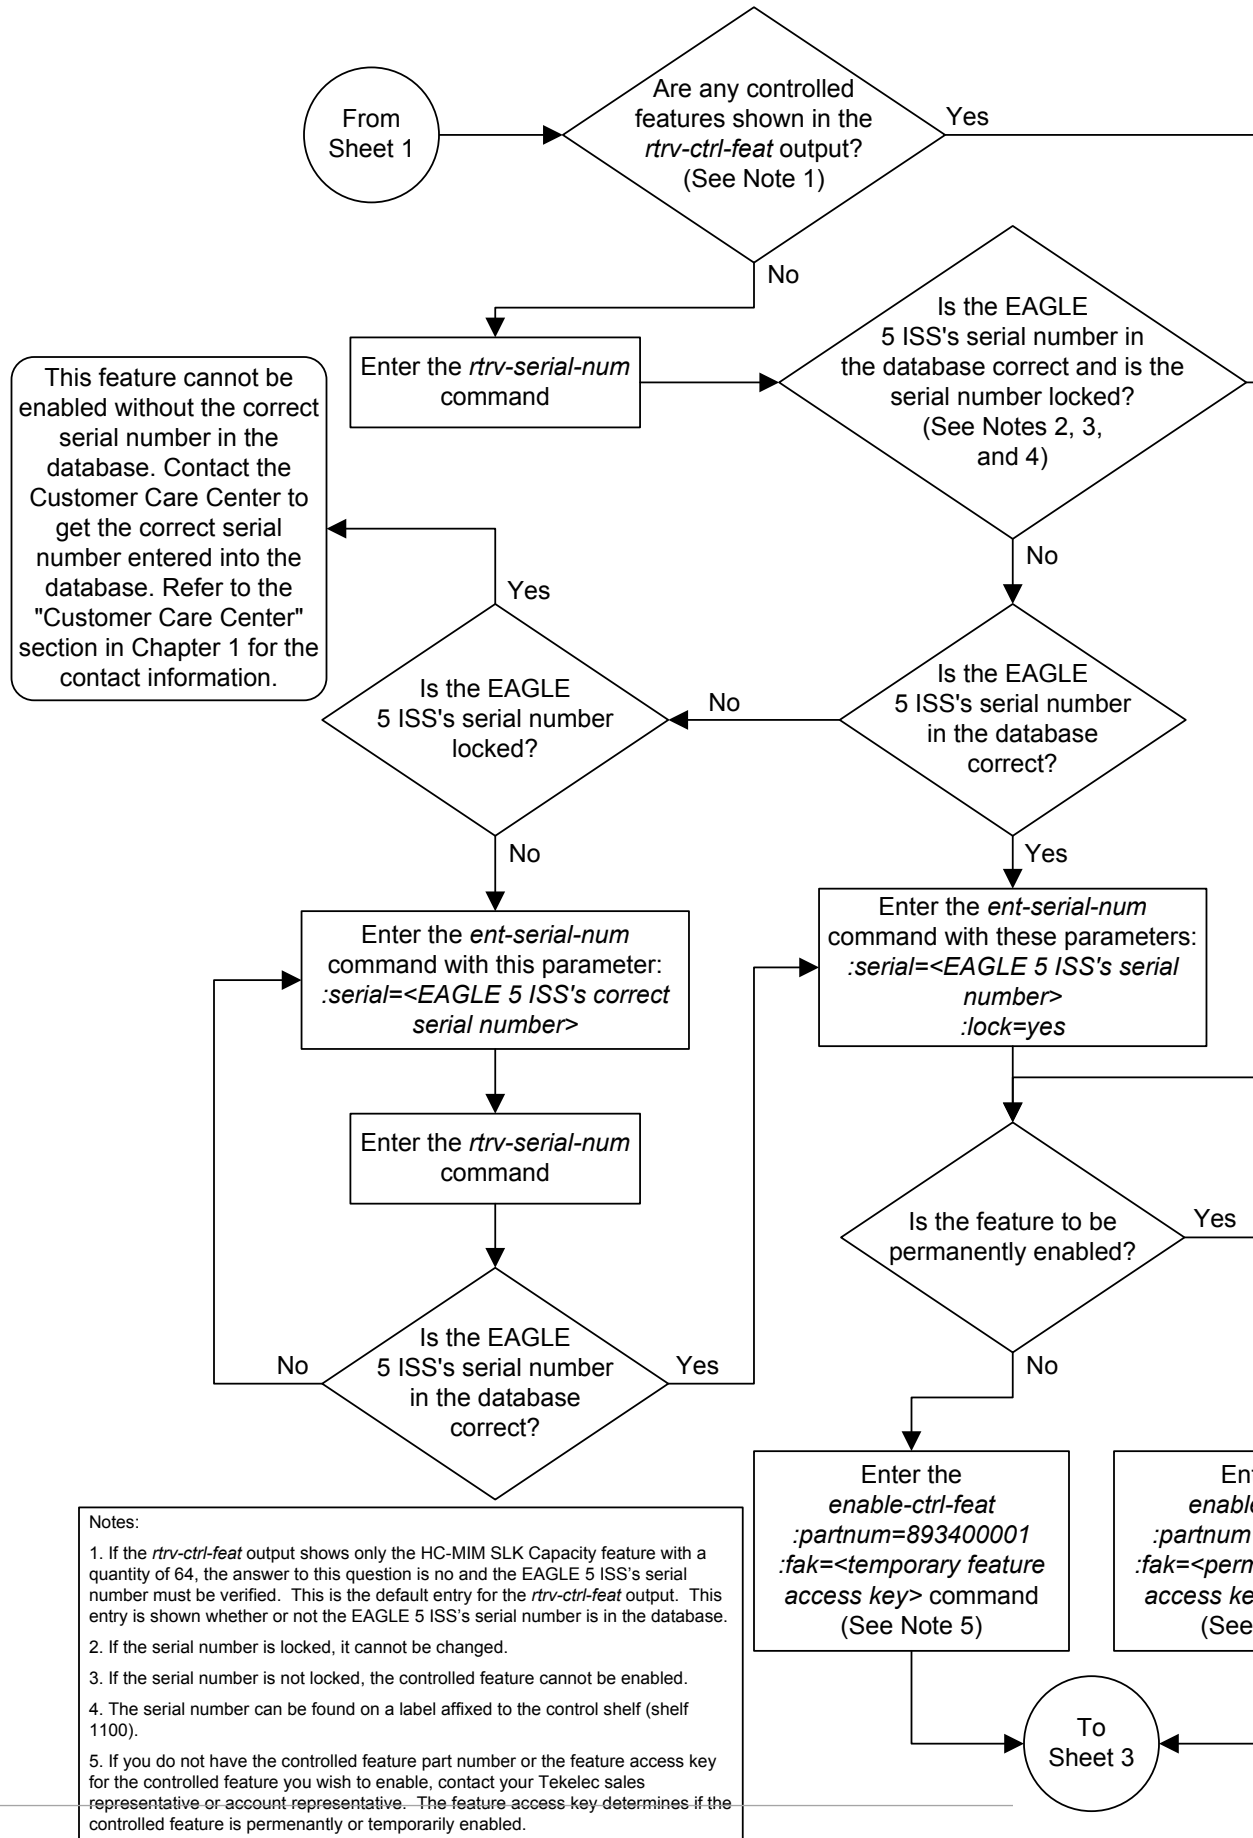 From
Sheet 1
Are any controlled
features shown in the
rtrv-ctrl-feat output?
(See Note 1)
Yes
No
Enter the rtrv-serial-num
command
Is the EAGLE
5 ISS's serial number in
the database correct and is the
serial number locked?
(See Notes 2, 3,
and 4)
No
This feature cannot be
enabled without the correct
serial number in the
database. Contact the
Customer Care Center to
get the correct serial
number entered into the
database. Refer to the
"Customer Care Center"
section in Chapter 1 for the
contact information.
Yes
Is the EAGLE
5 ISS's serial number
locked?
No
Is the EAGLE
5 ISS's serial number
in the database
correct?
No
Yes
Enter the ent-serial-num
command with this parameter:
:serial=<EAGLE 5 ISS's correct
serial number>
Enter the ent-serial-num
command with these parameters:
:serial=<EAGLE 5 ISS's serial
number>
:lock=yes
Enter the rtrv-serial-num
command
Is the feature to be
permanently enabled?
Yes
No
Is the EAGLE
5 ISS's serial number
in the database
correct?
No
Yes
Enter the
enable-ctrl-feat
:partnum=893400001
:fak=<temporary feature
access key> command
(See Note 5)
:partnum
(See
To
Sheet 3
Notes:
1. If the rtrv-ctrl-feat output shows only the HC-MIM SLK Capacity feature with a
quantity of 64, the answer to this question is no and the EAGLE 5 ISS's serial
number must be verified. This is the default entry for the rtrv-ctrl-feat output. This
entry is shown whether or not the EAGLE 5 ISS's serial number is in the database.
2. If the serial number is locked, it cannot be changed.
3. If the serial number is not locked, the controlled feature cannot be enabled.
4. The serial number can be found on a label affixed to the control shelf (shelf
1100).
5. If you do not have the controlled feature part number or the feature access key
for the controlled feature you wish to enable, contact your Tekelec sales
representative or account representative. The feature access key determines if the
controlled feature is permenantly or temporarily enabled.